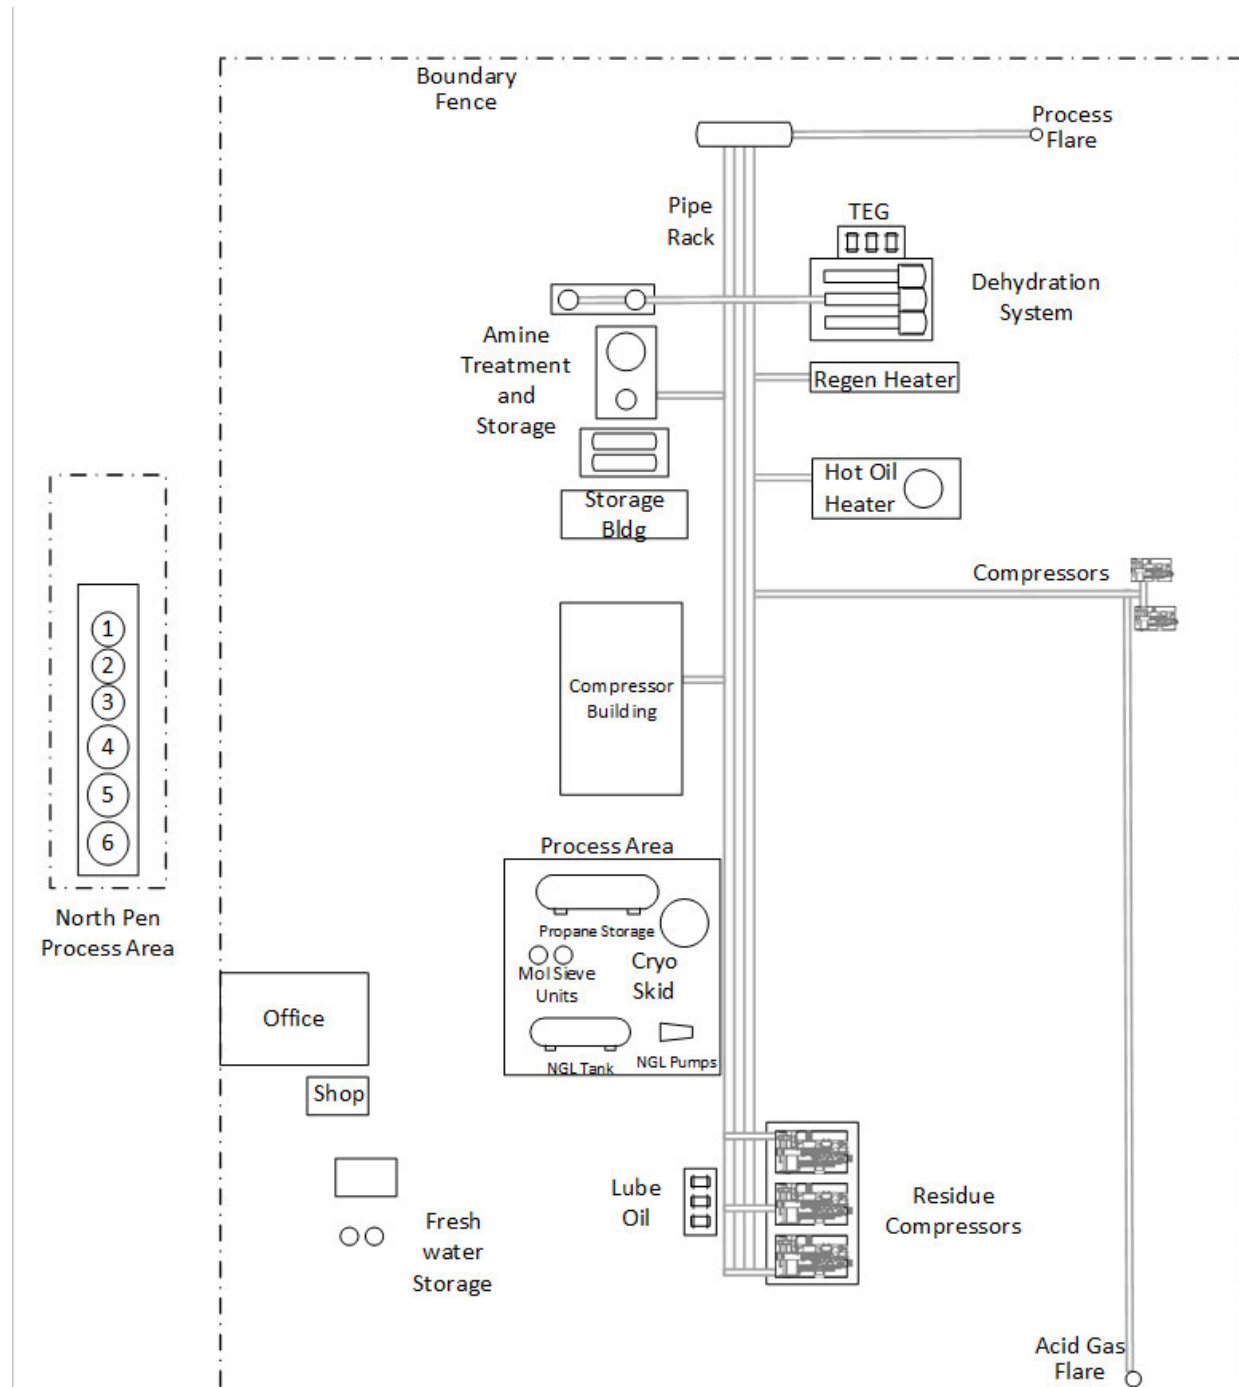 Boundary
Fence
Process
Flare
Pipe
Rack
TEG
Dehydration
System
Amine
Treatment
and
Storage
Regen Heater
Hot Oil
Heater
Storage
Bldg
Compressors
1
2
3
4
5
6
Compressor
Building
North Pen
Process Area
Process Area
Propane Storage
Mol Sieve
Units
Cryo
Skid
NGL Tank
NGL Pumps
Office
Shop
Lube
Oil
Residue
Compressors
Fresh
water
Storage
Acid Gas
Flare